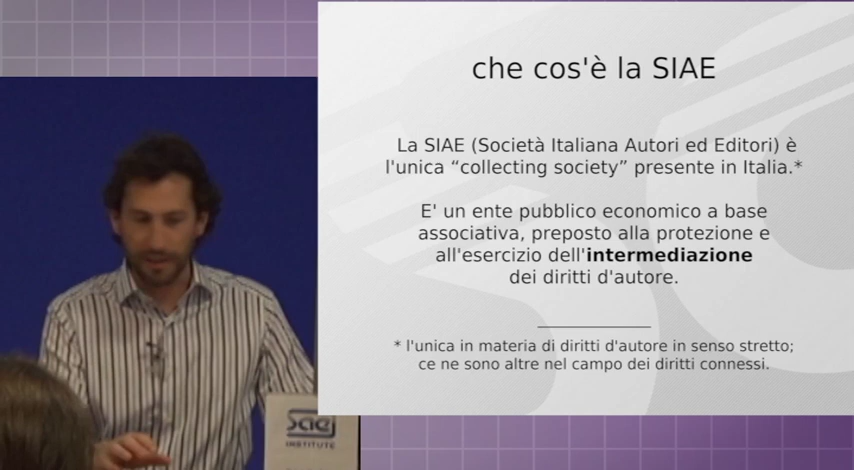 che cos'è la SIAE
La SIAE (Società Italiana Autori ed Editori) è
l'unica “collecting society” presente in Italia.*
E' un ente pubblico economico a base
associativa, preposto alla protezione e
all'esercizio dell'intermediazione
dei diritti d'autore.
* l'unica in materia di diritti d'autore in senso stretto;
ce ne sono altre nel campo dei diritti connessi.
sae
INSTITUTE